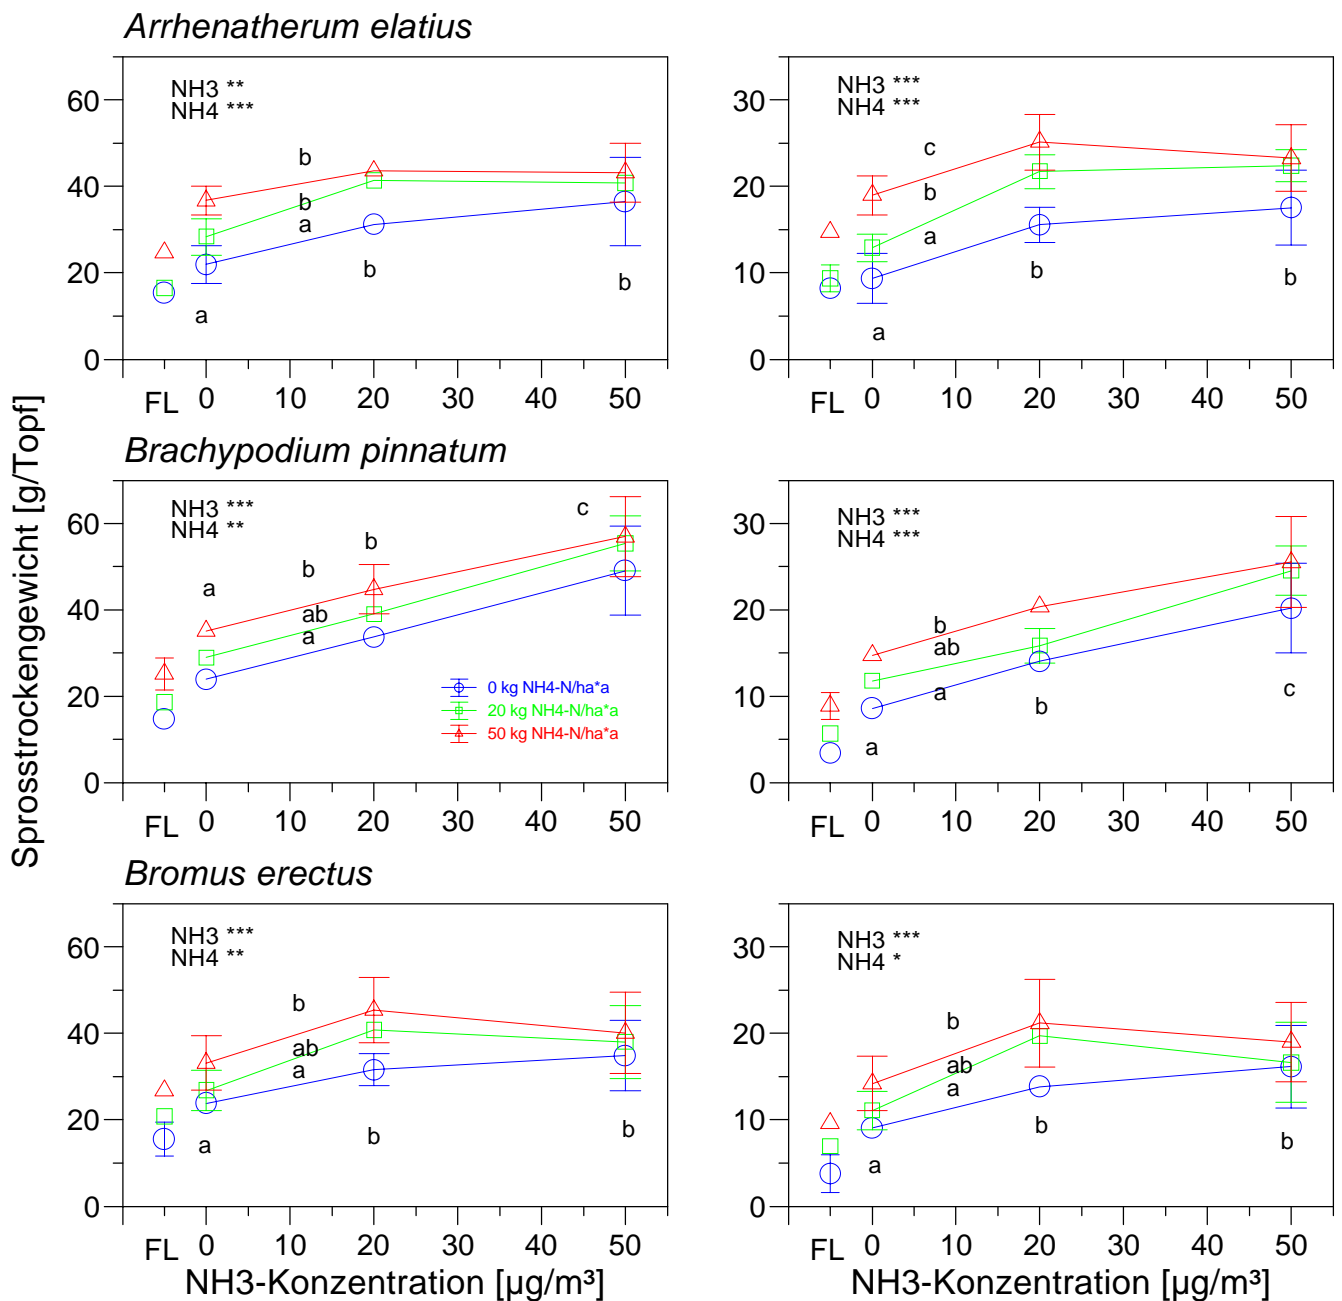 Arrhenatherum elatius
NH3 **
NH4 ***
b
b
a
a
b
b
60
40
20
0
FL 0 10 20 30 40 50
NH3 ***
NH4 ***
c
b
a
a
b
b
30
20
10
0
FL 0 10 20 30 40 50
Sprosstrockengewicht [g/Topf]
Brachypodium pinnatum
NH3 ***
NH4 **
a
b
c
b
ab
a
0 kg NH4-N/ha*a
20 kg NH4-N/ha*a
50 kg NH4-N/ha*a
60
40
20
0
FL 0 10 20 30 40 50
NH3 ***
NH4 ***
b
ab
a
a
b
c
30
20
10
0
FL 0 10 20 30 40 50
Bromus erectus
NH3 ***
NH4 **
b
ab
a
a
b
b
60
40
20
0
FL 0 10 20 30 40 50
NH3-Konzentration [µg/m³]
NH3 ***
NH4 *
b
ab
a
a
b
b
30
20
10
0
FL 0 10 20 30 40 50
NH3-Konzentration [µg/m³]